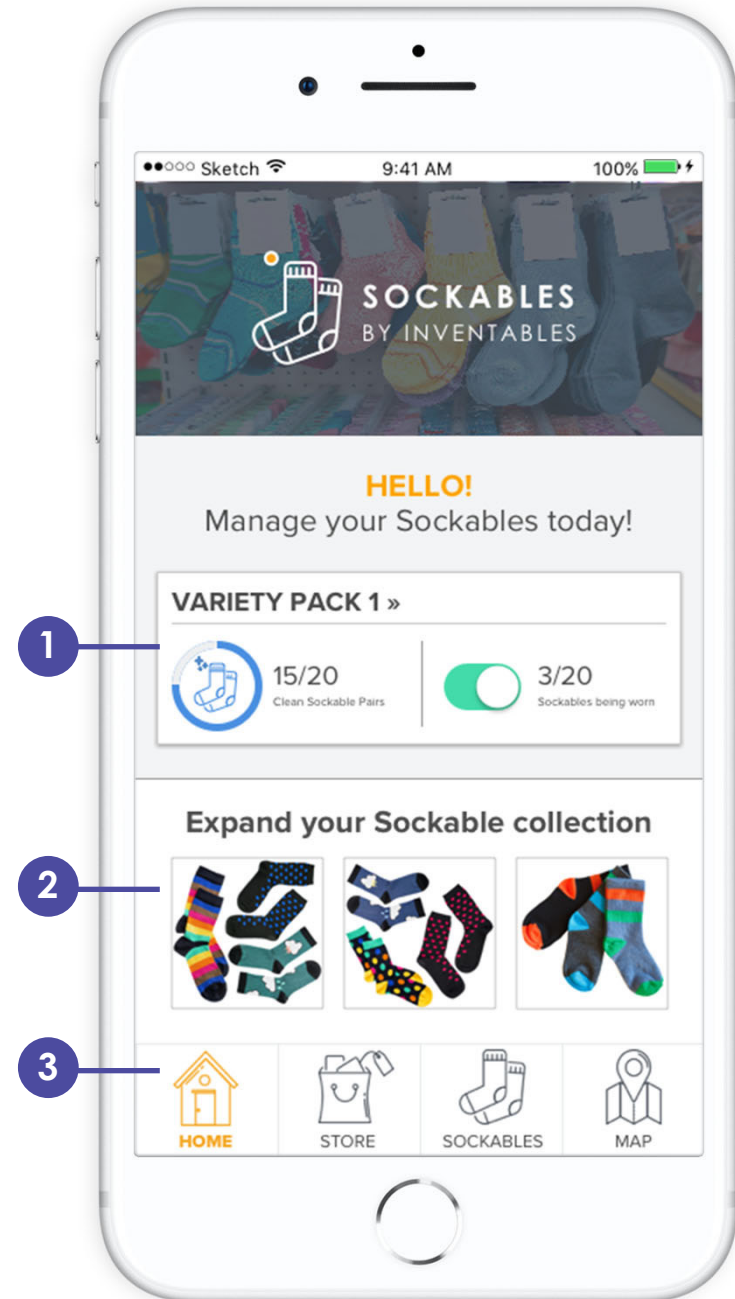 Sketch
9:41 AM
100%
SOCKABLES
BY INVENTABLES
HELLO!
Manage your Sockables today!
VARIETY PACK 1 »
1
15/20
Clean Sockable Pairs
3/20
Sockables being worn
Expand your Sockable collection
2
3
HOME
STORE
SOCKABLES
MAP